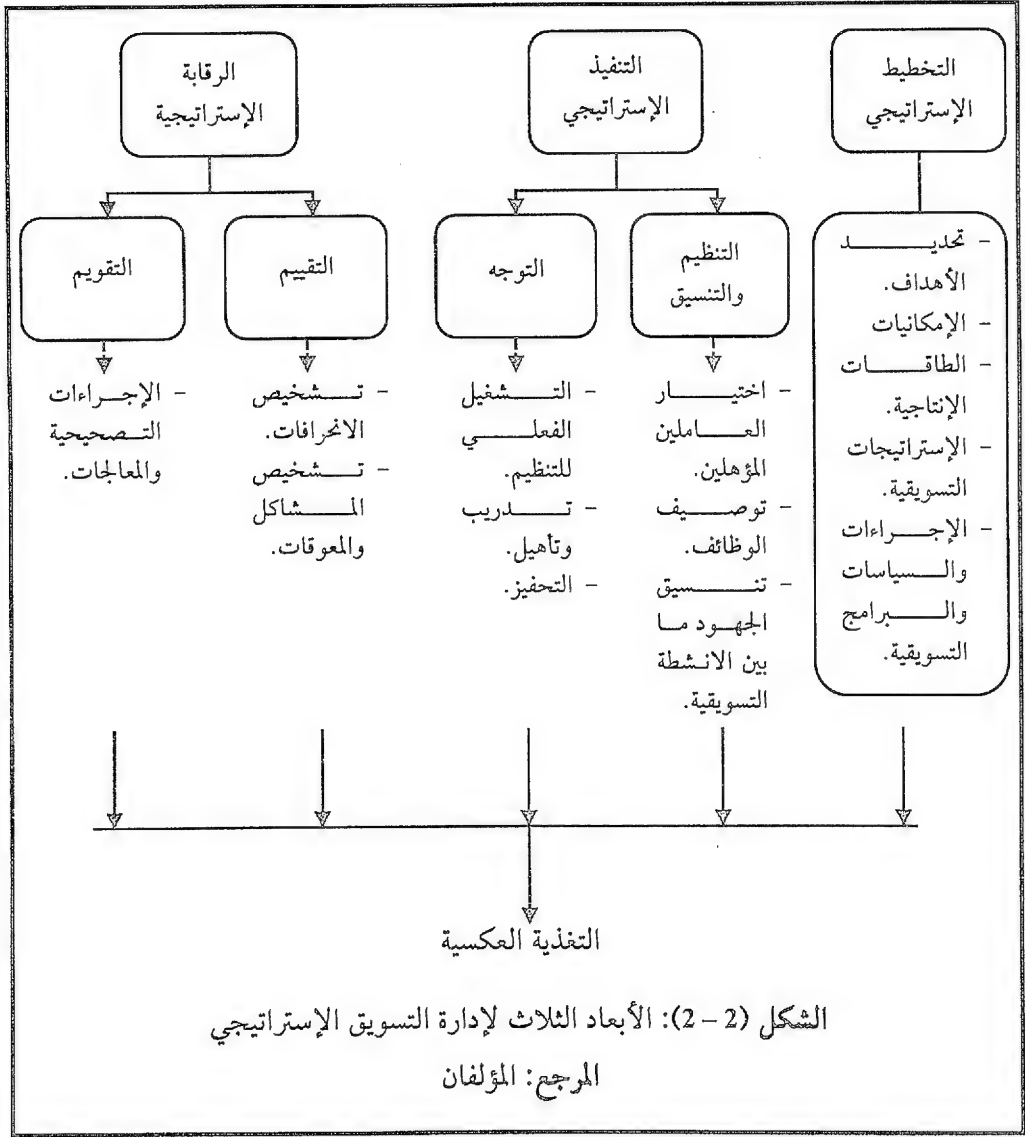 التخطيط
الإستراتيجي
- تحديد
الأهداف.
- الإمكانيات
- الطاقات
الإنتاجية.
- الإستراتيجات
التسويقية.
- الإجراءات
والسياسات
والبرامج
التسويقية.
التنفيذ
الإستراتيجي
التنظيم
والتنسيق
- اختيار
العاملين
المؤهلين.
- توصيف
الوظائف.
- تنسيق
الجهود ما
بين الانشطة
التسويقية.
التوجه
- التشغيل
الفعلي
للتنظيم.
- تدريب
وتأهيل.
- التحفيز.
الرقابة
الإستراتيجية
التقييم
- تشخيص
الانحرافات.
- تشخيص
المشاكل
والمعوقات.
التقويم
- الإجراءات
التصحيحية
والمعالجات.
التغذية العكسية
الشكل (2 – 2): الأبعاد الثلاث لإدارة التسويق الإستراتيجي
المرجع: المؤلفان